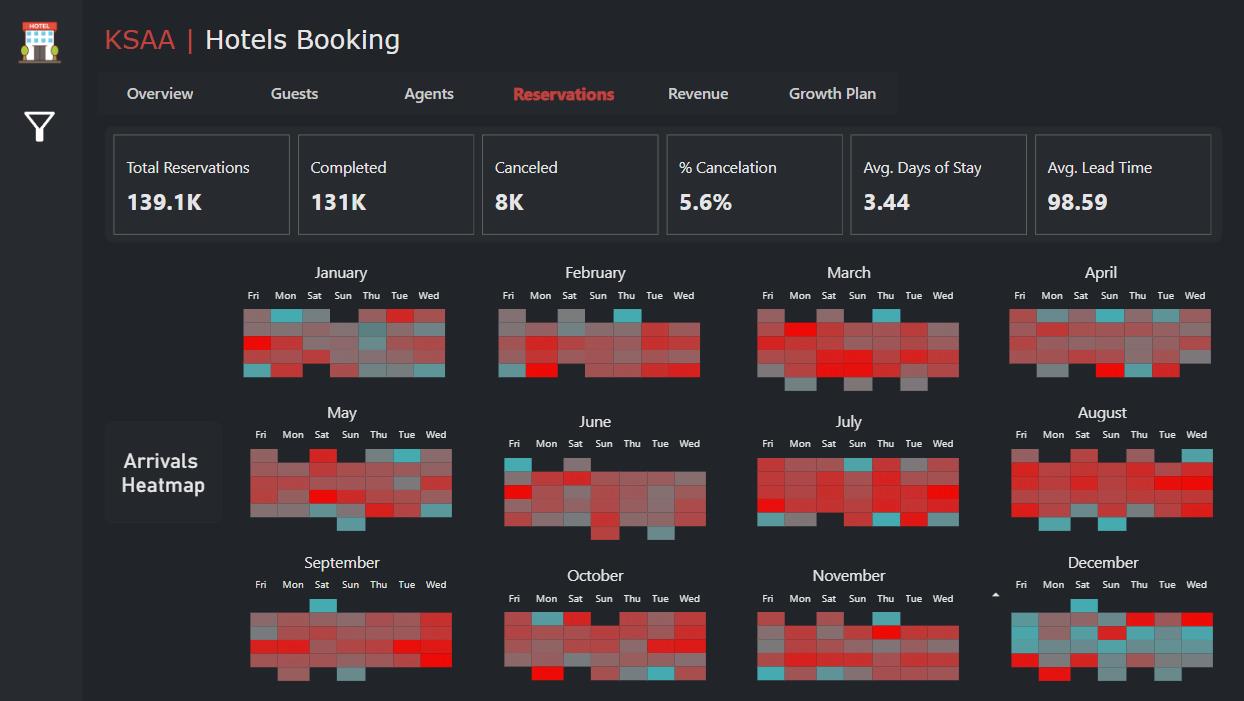 HOTEL
KSAA | Hotels Booking
Overview Guests Agents Reservations Revenue Growth Plan
Total Reservations Completed Canceled % Cancelation Avg. Days of Stay Avg. Lead Time
139.1K 131K 8K 5.6% 3.44 98.59
January February March April
Fri Mon Sat Sun Thu Tue Wed Fri Mon Sat Sun Thu Tue Wed Fri Mon Sat Sun Thu Tue Wed Fri Mon Sat Sun Thu Tue Wed
May June July August
Fri Mon Sat Sun Thu Tue Wed Fri Mon Sat Sun Thu Tue Wed Fri Mon Sat Sun Thu Tue Wed Fri Mon Sat Sun Thu Tue Wed
Arrivals
Heatmap
September October November December
Fri Mon Sat Sun Thu Tue Wed Fri Mon Sat Sun Thu Tue Wed Fri Mon Sat Sun Thu Tue Wed Fri Mon Sat Sun Thu Tue Wed